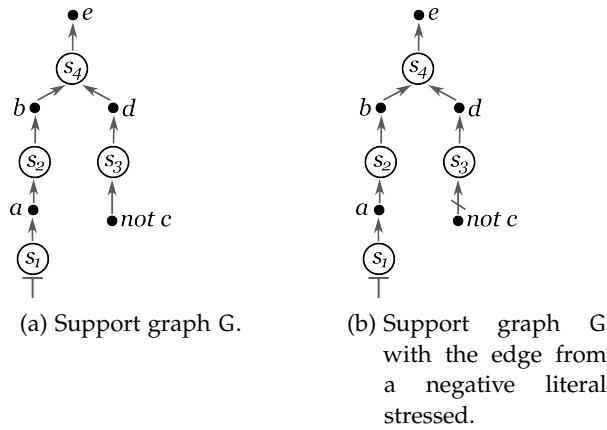 e
s4
b
d
s2
s3
a
not c
s1
(a) Support graph G.
e
s4
b
d
s2
s3
a
not c
s1
(b) Support graph G
with the edge from
a negative literal
stressed.